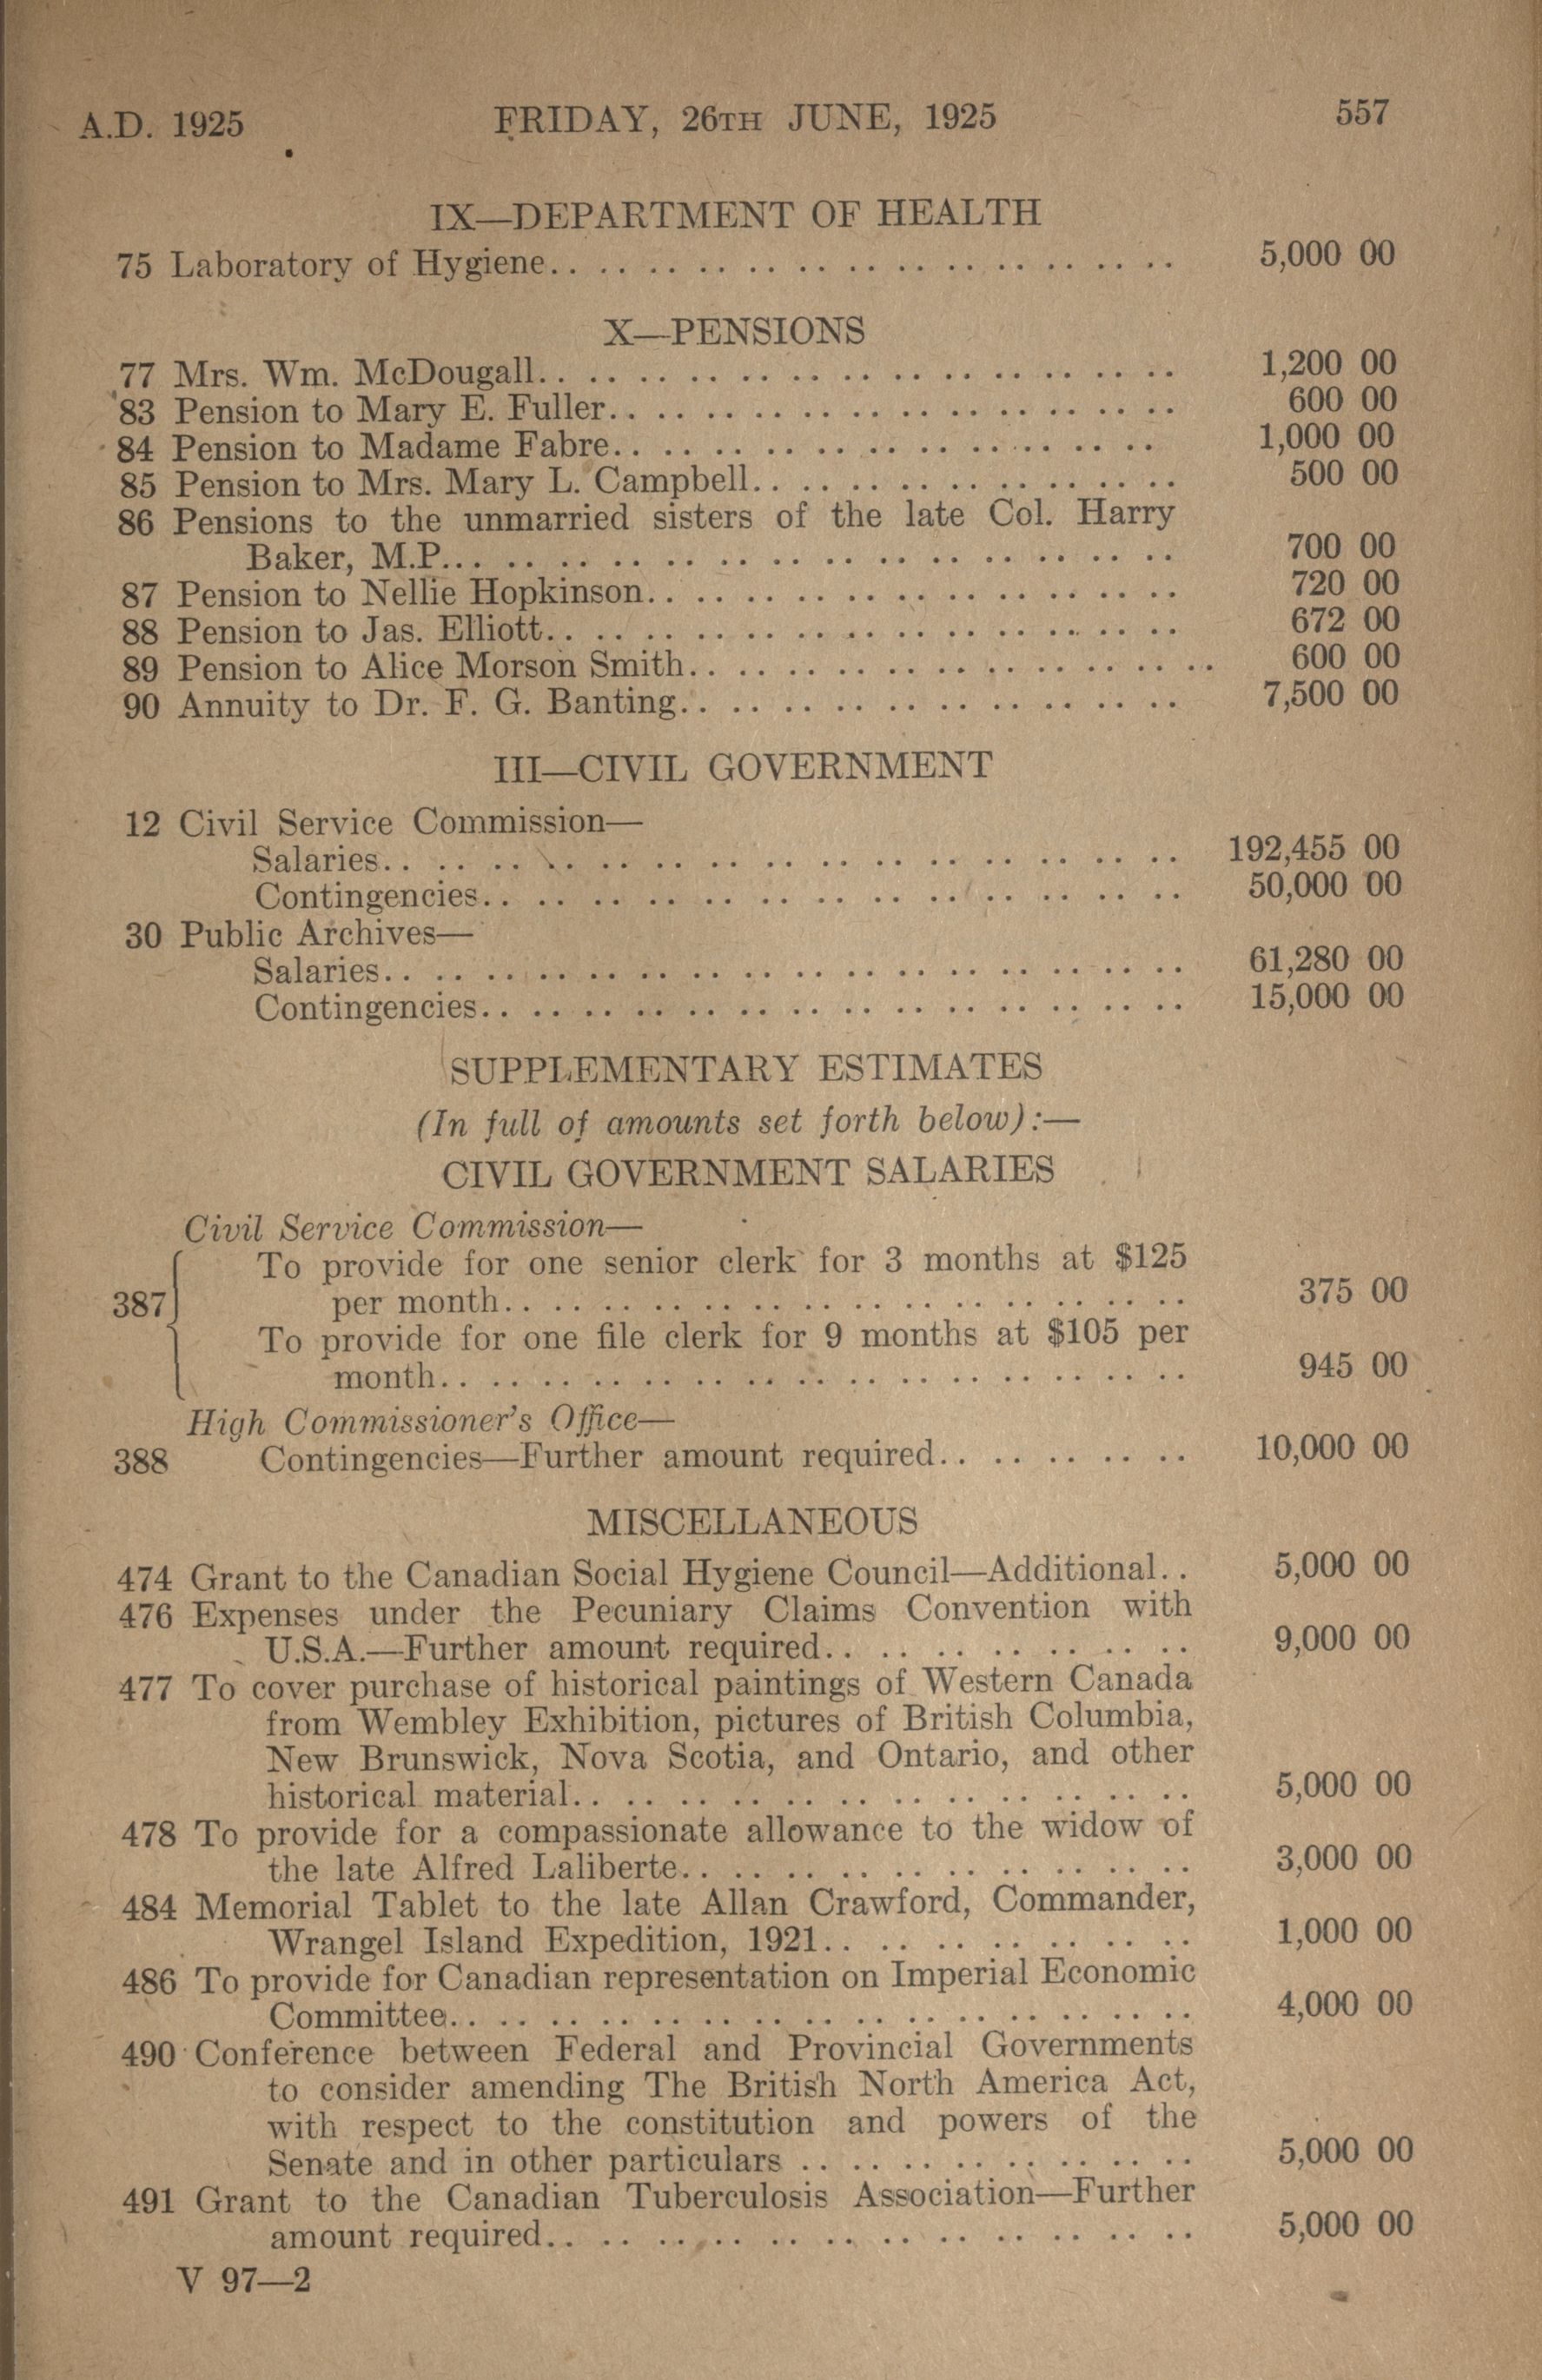 A.D. 1925 FRIDAY, 26TH JUNE, 1925 557
IX—DEPARTMENT OF HEALTH
75 Laboratory of Hygiene.. .. .. .. .. .. .. .. .. .. .. .. .. 5,000 00
X—PENSIONS
77 Mrs. Wm. McDougall.. .. .. .. .. .. .. .. .. .. .. .. .. 1,200 00
83 Pension to Mary E. Fuller.. .. .. .. .. .. .. .. .. .. .. .. 600 00
84 Pension to Madame Fabre.. .. .. .. .. .. .. .. .. .. .. 1,000 00
85 Pension to Mrs. Mary L. Campbell.. .. .. .. .. .. .. .. .. 500 00
86 Pensions to the unmarried sisters of the late Col. Harry
Baker, M.P... .. .. .. .. .. .. .. .. .. .. .. .. .. 700 00
87 Pension to Nellie Hopkinson.. .. .. .. .. .. .. .. .. .. .. 720 00
88 Pension to Jas. Elliott.. .. .. .. .. .. .. .. .. .. .. .. .. 672 00
89 Pension to Alice Morson Smith.. .. .. .. .. .. .. .. .. .. .. 600 00
90 Annuity to Dr. F. G. Banting.. .. .. .. .. .. .. .. .. .. 7,500 00
III—CIVIL GOVERNMENT
12 Civil Service Commission—
Salaries.. .. .. .. .. .. .. .. .. .. .. .. .. .. .. 192,455 00
Contingencies.. .. .. .. .. .. .. .. .. .. .. .. .. 50,000 00
30 Public Archives—
Salaries.. .. .. .. .. .. .. .. .. .. .. .. .. .. .. .. 61,280 00
Contingencies.. .. .. .. .. .. .. .. .. .. .. .. .. .. 15,000 00
SUPPLEMENTARY ESTIMATES
(In full of amounts set forth below):—
CIVIL GOVERNMENT SALARIES
Civil Service Commission—
To provide for one senior clerk for 3 months at $125
387 per month.. .. .. .. .. .. .. .. .. .. .. .. .. .. 375 00
To provide for one file clerk for 9 months at $105 per
month.. .. .. .. .. .. .. .. .. .. .. .. .. .. .. 945 00
High Commissioner's Office—
388 Contingencies—Further amount required.. .. .. .. .. 10,000 00
MISCELLANEOUS
474 Grant to the Canadian Social Hygiene Council—Additional.. 5,000 00
476 Expenses under the Pecuniary Claims Convention with
U.S.A.—Further amount required.. .. .. .. .. .. .. 9,000 00
477 To cover purchase of historical paintings of Western Canada
from Wembley Exhibition, pictures of British Columbia,
New Brunswick, Nova Scotia, and Ontario, and other
historical material.. .. .. .. .. .. .. .. .. .. .. .. 5,000 00
478 To provide for a compassionate allowance to the widow of
the late Alfred Laliberte.. .. .. .. .. .. .. .. .. .. 3,000 00
484 Memorial Tablet to the late Allan Crawford, Commander,
Wrangel Island Expedition, 1921.. .. .. .. .. .. .. 1,000 00
486 To provide for Canadian representation on Imperial Economic
Committee.. .. .. .. .. .. .. .. .. .. .. .. .. .. .. 4,000 00
490 Conference between Federal and Provincial Governments
to consider amending The British North America Act,
with respect to the constitution and powers of the
Senate and in other particulars .. .. .. .. .. .. .. .. 5,000 00
491 Grant to the Canadian Tuberculosis Association—Further
amount required.. .. .. .. .. .. .. .. .. .. .. .. 5,000 00
V 97—2